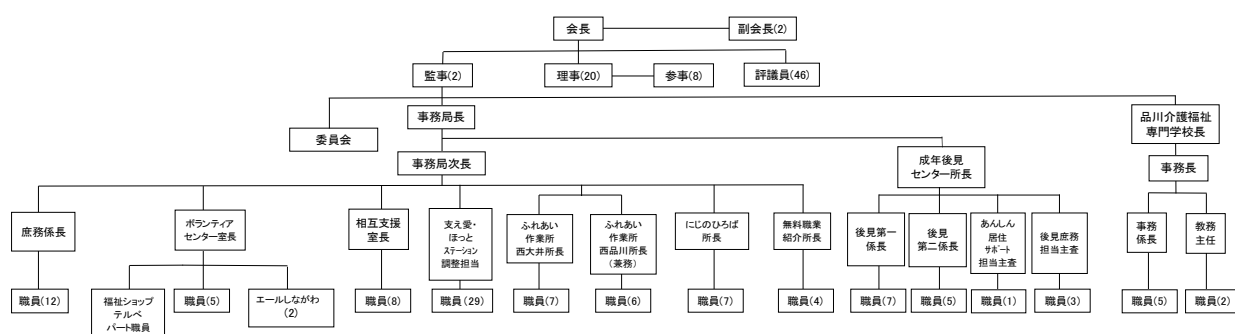 会長
副会長(2)
監事(2)
理事(20)
参事(8)
評議員(46)
委員会
事務局長
品川介護福祉
専門学校長
事務局次長
成年後見
センター所長
事務長
庶務係長
ボランティア
センター室長
相互支援
室長
支え愛・
ほっと
ステーション
調整担当
ふれあい
作業所
西大井所長
ふれあい
作業所
西品川所長
(兼務)
にじのひろば
所長
無料職業
紹介所長
後見第一
係長
後見
第二係長
あんしん
居住
サポート
担当主査
後見庶務
担当主査
事務
係長
教務
主任
職員(12)
福祉ショップ
テルベ
パート職員
職員(5)
エールしながわ
(2)
職員(8)
職員(29)
職員(7)
職員(6)
職員(7)
職員(4)
職員(7)
職員(5)
職員(1)
職員(3)
職員(5)
職員(2)